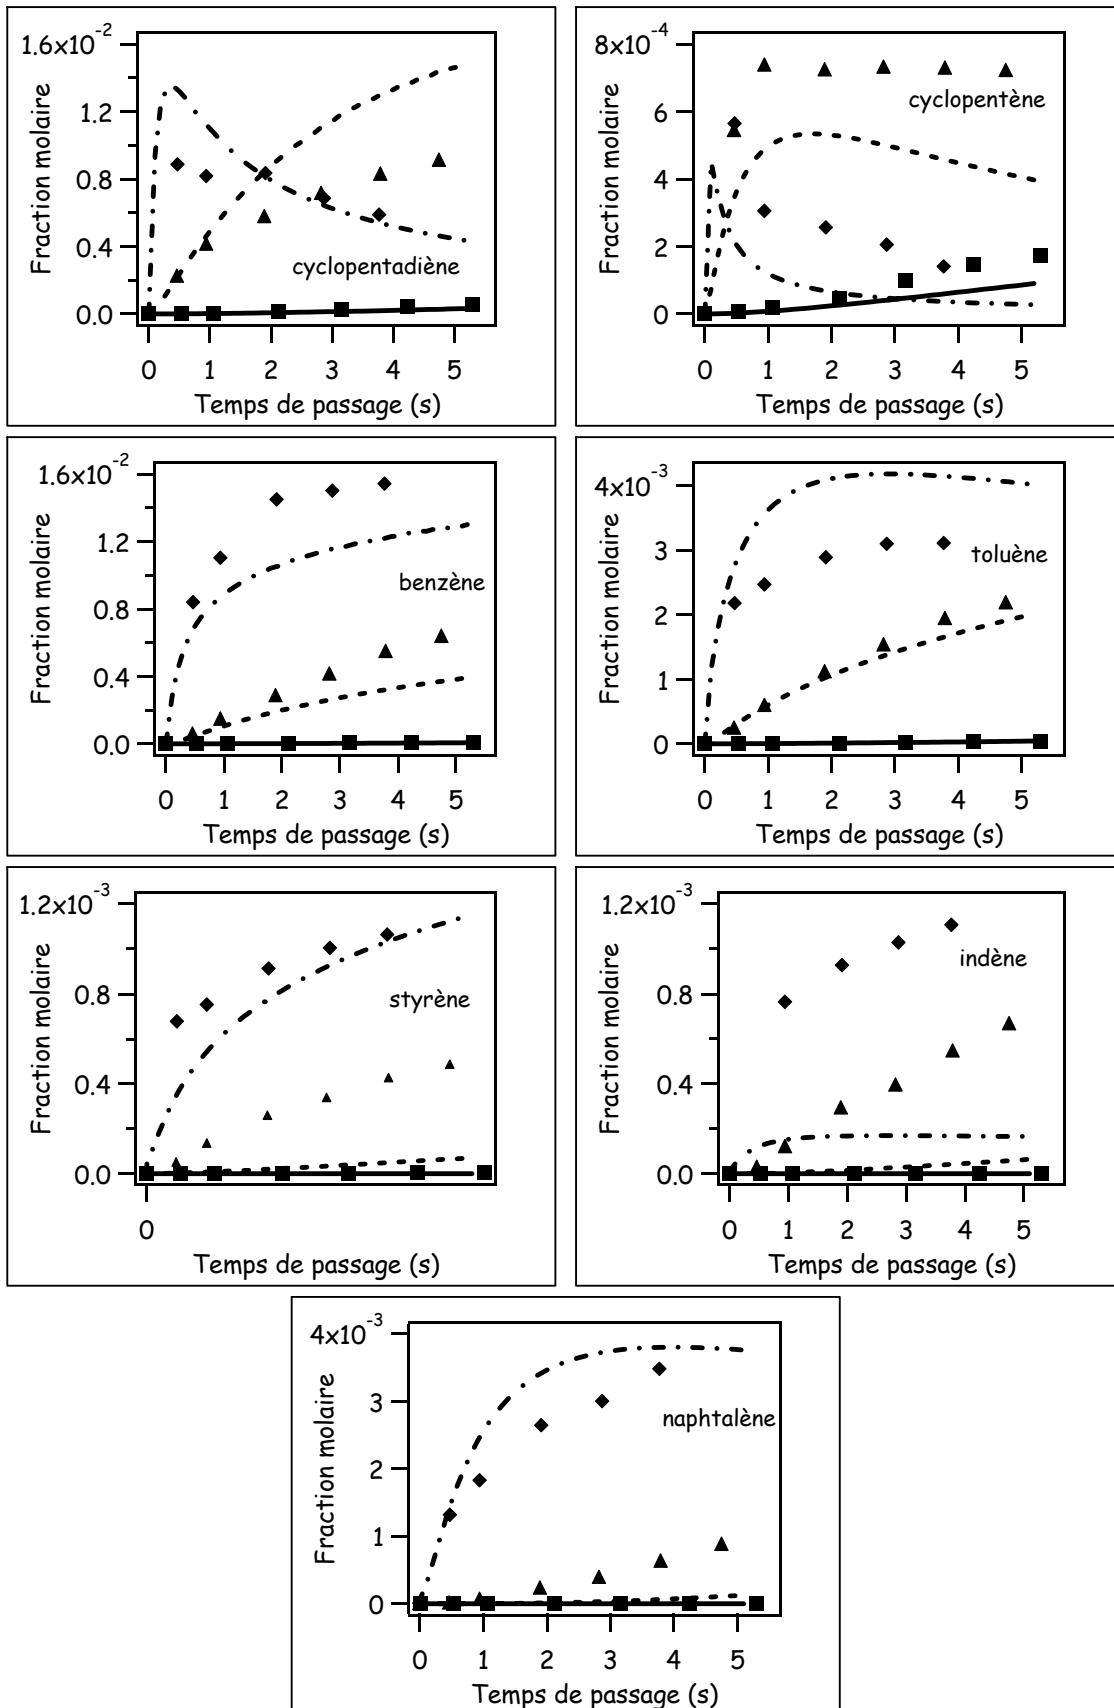 1.6x10-2
1.2
0.8
0.4
0.0
Fraction molaire
cyclopentadiène
0 1 2 3 4 5
Temps de passage (s)
8x10-4
6
4
2
0
Fraction molaire
cyclopentène
0 1 2 3 4 5
Temps de passage (s)
1.6x10-2
1.2
0.8
0.4
0.0
Fraction molaire
benzène
0 1 2 3 4 5
Temps de passage (s)
4x10-3
3
2
1
0
Fraction molaire
toluène
0 1 2 3 4 5
Temps de passage (s)
1.2x10-3
0.8
0.4
0.0
Fraction molaire
styrène
0
Temps de passage (s)
1.2x10-3
0.8
0.4
0.0
Fraction molaire
indène
0 1 2 3 4 5
Temps de passage (s)
4x10-3
3
2
1
0
Fraction molaire
naphtalène
0 1 2 3 4 5
Temps de passage (s)